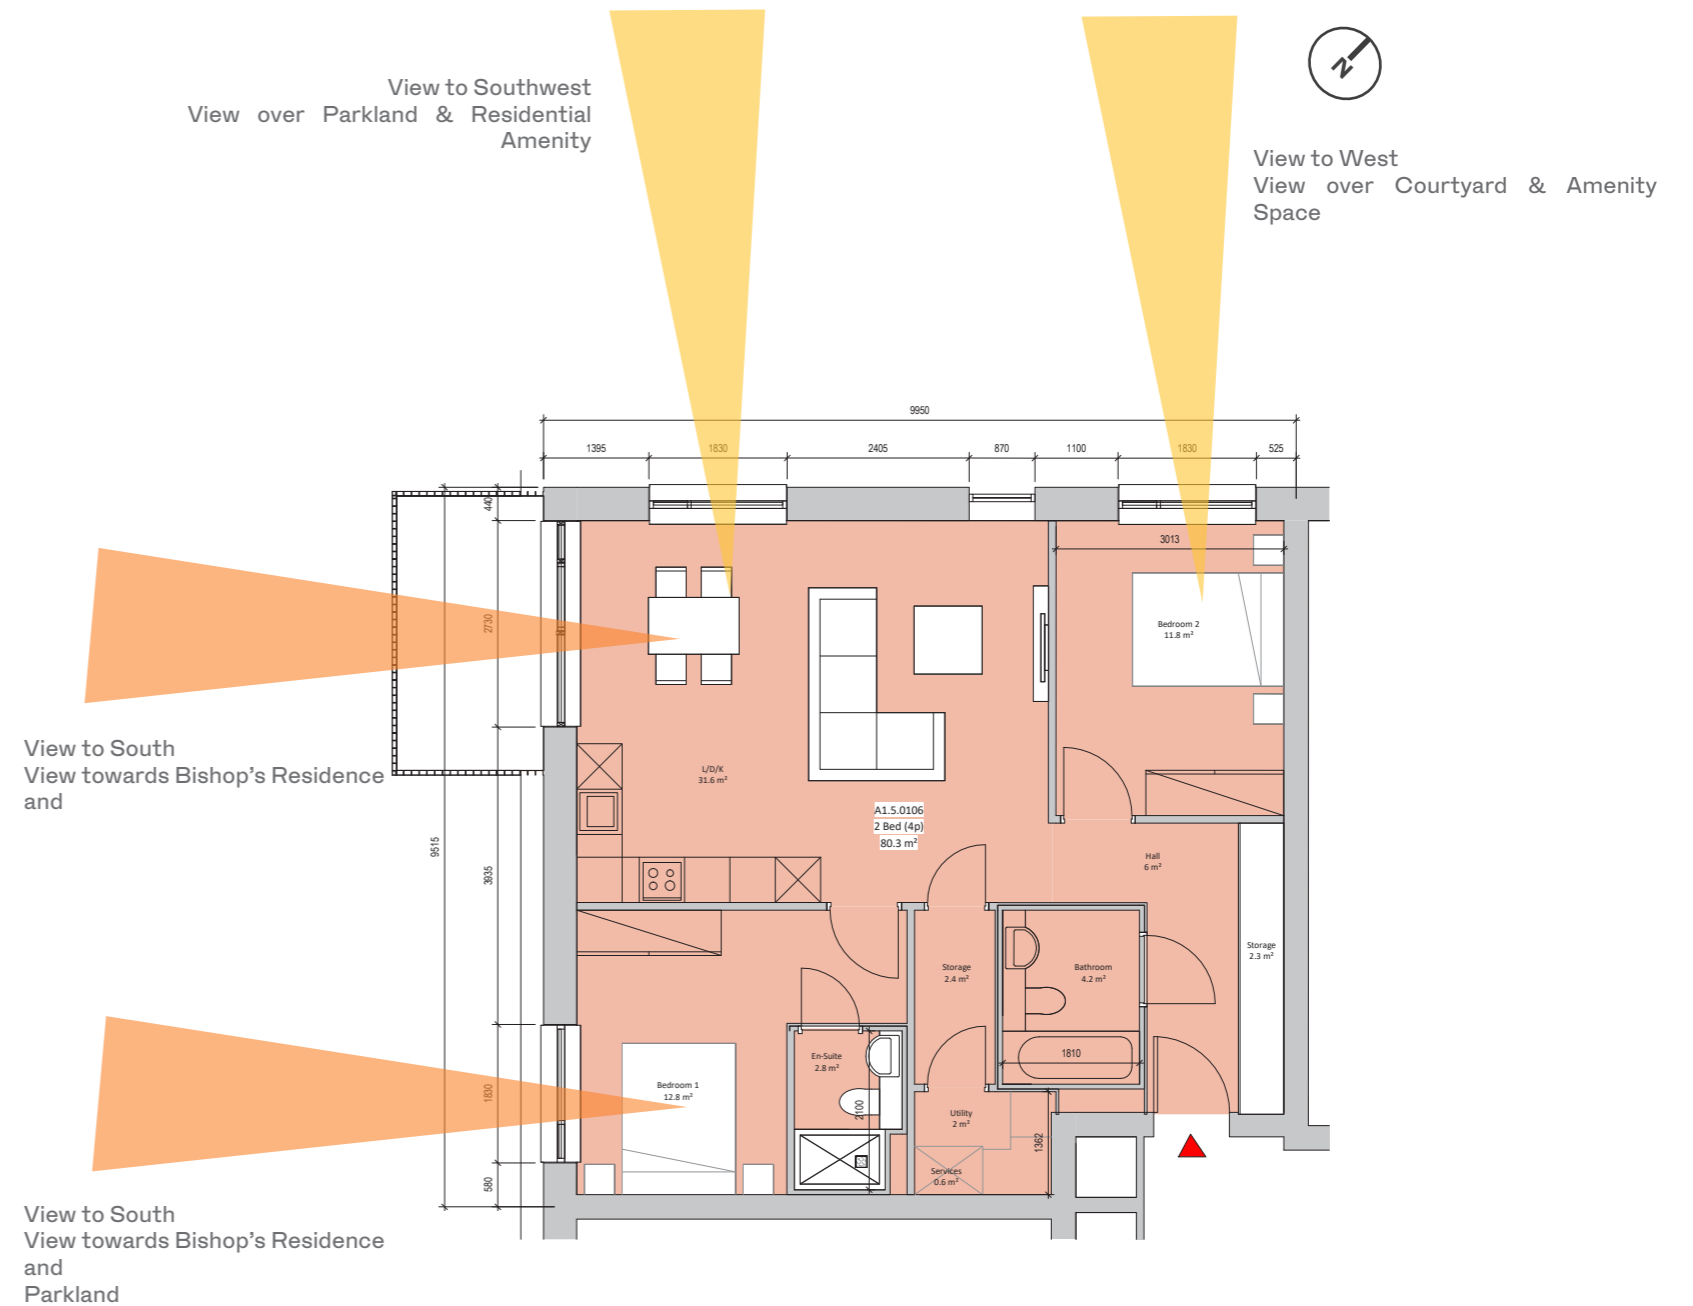 View to Southwest
View over Parkland & Residential
Amenity
N
View to West
View over Courtyard & Amenity
Space
9950
1395
1830
2405
870
1100
1830
525
440
3013
2730
Bedroom 2
11.8 m²
View to South
View towards Bishop's Residence
and
L/D/K
31.6 m²
A1.5.0106
2 Bed (4p)
80.3 m²
9515
3935
Hall
6 m²
Storage
2.3 m²
Storage
2.4 m²
Bathroom
4.2 m²
1810
En-Suite
2.8 m²
Bedroom 1
12.8 m²
1830
2100
Utility
2 m²
1362
Services
0.6 m²
580
View to South
View towards Bishop's Residence
and
Parkland